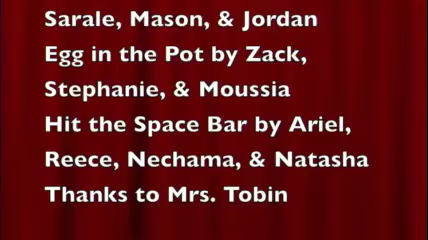 Sarale, Mason, & Jordan
Egg in the Pot by Zack,
Stephanie, & Moussia
Hit the Space Bar by Ariel,
Reece, Nechama, & Natasha
Thanks to Mrs. Tobin